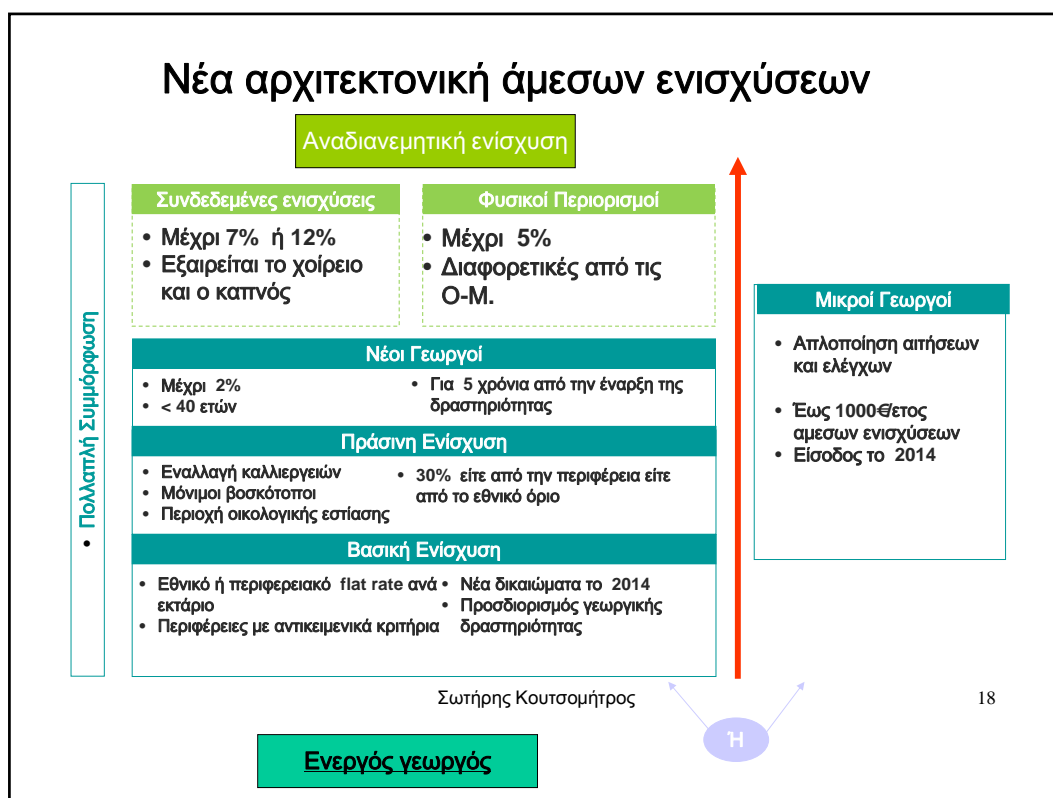 Νέα αρχιτεκτονική άμεσων ενισχύσεων
Αναδιανεμητική ενίσχυση
• Πολλαπλή Συμμόρφωση
Συνδεδεμένες ενισχύσεις
• Μέχρι 7% ή 12%
• Εξαιρείται το χοίρειο
και ο καπνός
Φυσικοί Περιορισμοί
• Μέχρι 5%
• Διαφορετικές από τις
Ο-Μ.
Νέοι Γεωργοί
• Μέχρι 2%
• < 40 ετών
• Για 5 χρόνια από την έναρξη της
δραστηριότητας
Πράσινη Ενίσχυση
• Εναλλαγή καλλιεργειών
• Μόνιμοι βοσκότοποι
• Περιοχή οικολογικής εστίασης
• 30% είτε από την περιφέρεια είτε
από το εθνικό όριο
Βασική Ενίσχυση
• Εθνικό ή περιφερειακό flat rate ανά
εκτάριο
• Περιφέρειες με αντικειμενικά κριτήρια
• Νέα δικαιώματα το 2014
• Προσδιορισμός γεωργικής
δραστηριότητας
Μικροί Γεωργοί
• Απλοποίηση αιτήσεων
και ελέγχων
• Έως 1000€/ετος
αμεσων ενισχύσεων
• Είσοδος το 2014
Σωτήρης Κουτσομήτρος
18
Ή
Ενεργός γεωργός